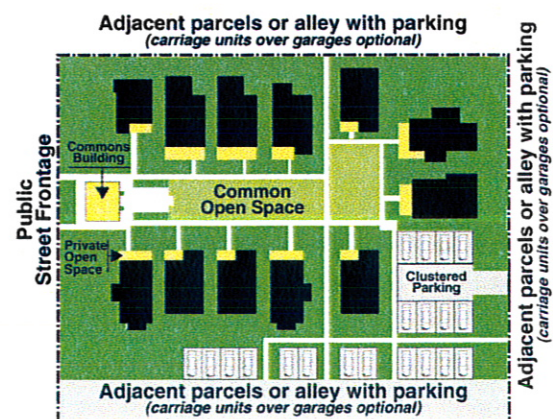 Adjacent parcels or alley with parking
(carriage units over garages optional)
Public
Street Frontage
Commons
Building
Common
Open Space
Private
Open
Space
Clustered
Parking
Adjacent parcels or alley with parking
(carriage units over garages optional)
Adjacent parcels or alley with parking
(carriage units over garages optional)